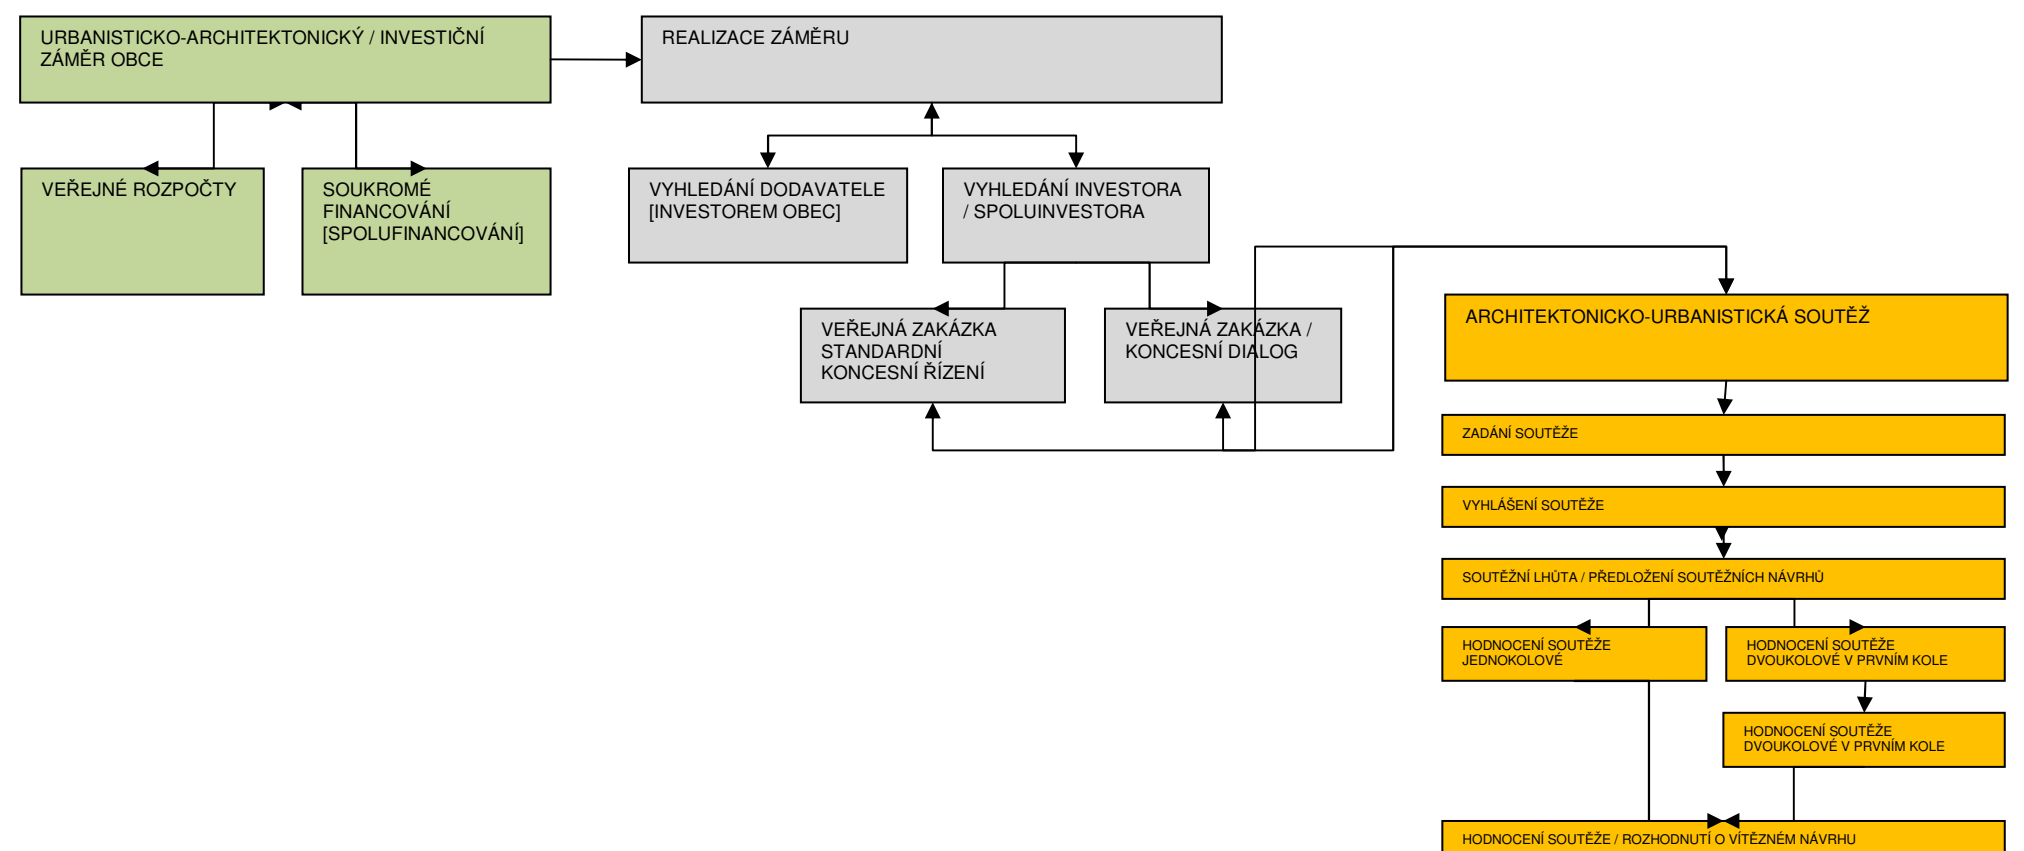 URBANISTICKO-ARCHITEKTONICKÝ / INVESTIČNÍ
ZÁMĚR OBCE
REALIZACE ZÁMĚRU
VEŘEJNÉ ROZPOČTY
SOUKROMÉ
FINANCOVÁNÍ
[SPOLUFINANCOVÁNÍ]
VYHLEDÁNÍ DODAVATELE
[INVESTOREM OBEC]
VYHLEDÁNÍ INVESTORA
/ SPOLUINVESTORA
VEŘEJNÁ ZAKÁZKA
STANDARDNÍ
KONCESNÍ ŘÍZENÍ
VEŘEJNÁ ZAKÁZKA /
KONCESNÍ DIALOG
ARCHITEKTONICKO-URBANISTICKÁ SOUTĚŽ
ZADÁNÍ SOUTĚŽE
VYHLÁŠENÍ SOUTĚŽE
SOUTĚŽNÍ LHŮTA / PŘEDLOŽENÍ SOUTĚŽNÍCH NÁVRHŮ
HODNOCENÍ SOUTĚŽE
JEDNOKOLOVÉ
HODNOCENÍ SOUTĚŽE
DVOUKOLOVÉ V PRVNÍM KOLE
HODNOCENÍ SOUTĚŽE
DVOUKOLOVÉ V PRVNÍM KOLE
HODNOCENÍ SOUTĚŽE / ROZHODNUTÍ O VÍTĚZNÉM NÁVRHU